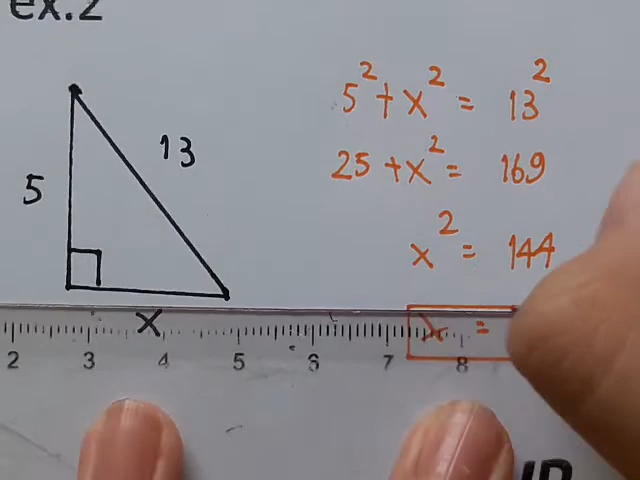 ex.2
5
13
x
5² + x² = 13²
25 + x² = 169
x² = 144
x =
2 3 4 5 6 7 8